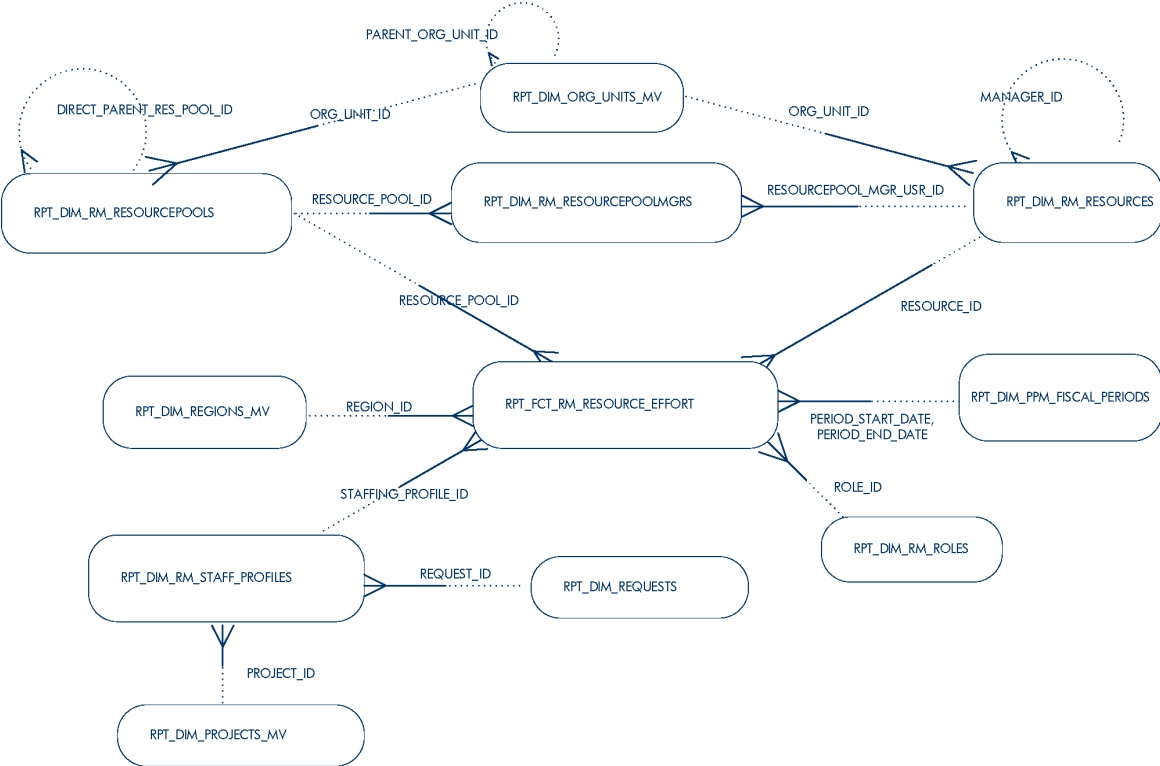 PARENT_ORG_UNIT_ID
RPT_DIM_ORG_UNITS_MV
DIRECT_PARENT_RES_POOL_ID
ORG_UNIT_ID
ORG_UNIT_ID
MANAGER_ID
RPT_DIM_RM_RESOURCEPOOLS
RESOURCE_POOL_ID
RPT_DIM_RM_RESOURCEPOOLMGRS
RESOURCEPOOL_MGR_USR_ID
RPT_DIM_RM_RESOURCES
RESOURCE_POOL_ID
RESOURCE_ID
RPT_DIM_REGIONS_MV
REGION_ID
RPT_FCT_RM_RESOURCE_EFFORT
RPT_DIM_PPM_FISCAL_PERIODS
PERIOD_START_DATE,
PERIOD_END_DATE
STAFFING_PROFILE_ID
ROLE_ID
RPT_DIM_RM_ROLES
RPT_DIM_RM_STAFF_PROFILES
REQUEST_ID
RPT_DIM_REQUESTS
PROJECT_ID
RPT_DIM_PROJECTS_MV